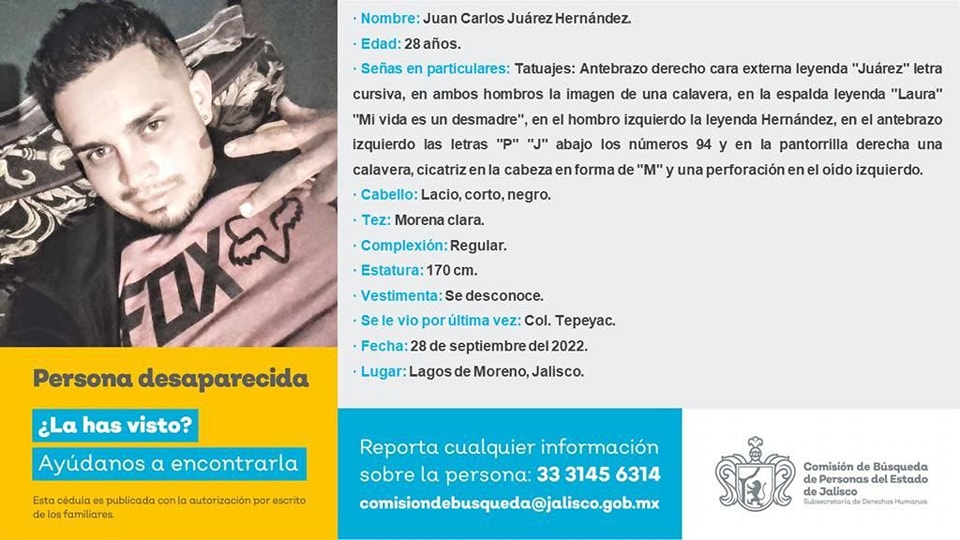 FOX
Persona desaparecida
¿La has visto?
Ayúdanos a encontrarla
Esta cédula es publicada con la autorización por escrito
de los familiares.
· Nombre: Juan Carlos Juárez Hernández.
· Edad: 28 años.
· Señas en particulares: Tatuajes: Antebrazo derecho cara externa leyenda "Juárez" letra
cursiva, en ambos hombros la imagen de una calavera, en la espalda leyenda "Laura"
"Mi vida es un desmadre", en el hombro izquierdo la leyenda Hernández, en el antebrazo
izquierdo las letras "P" "J" abajo los números 94 y en la pantorrilla derecha una
calavera, cicatriz en la cabeza en forma de "M" y una perforación en el oído izquierdo.
· Cabello: Lacio, corto, negro.
· Tez: Morena clara.
· Complexión: Regular.
· Estatura: 170 cm.
· Vestimenta: Se desconoce.
· Se le vio por última vez: Col. Tepeyac.
· Fecha: 28 de septiembre del 2022.
· Lugar: Lagos de Moreno, Jalisco.
Reporta cualquier información
sobre la persona: 33 3145 6314
comisiondebusqueda@jalisco.gob.mx
Comisión de Búsqueda
de Personas del Estado
de Jalisco
Subsecretaría de Derechos Humanos